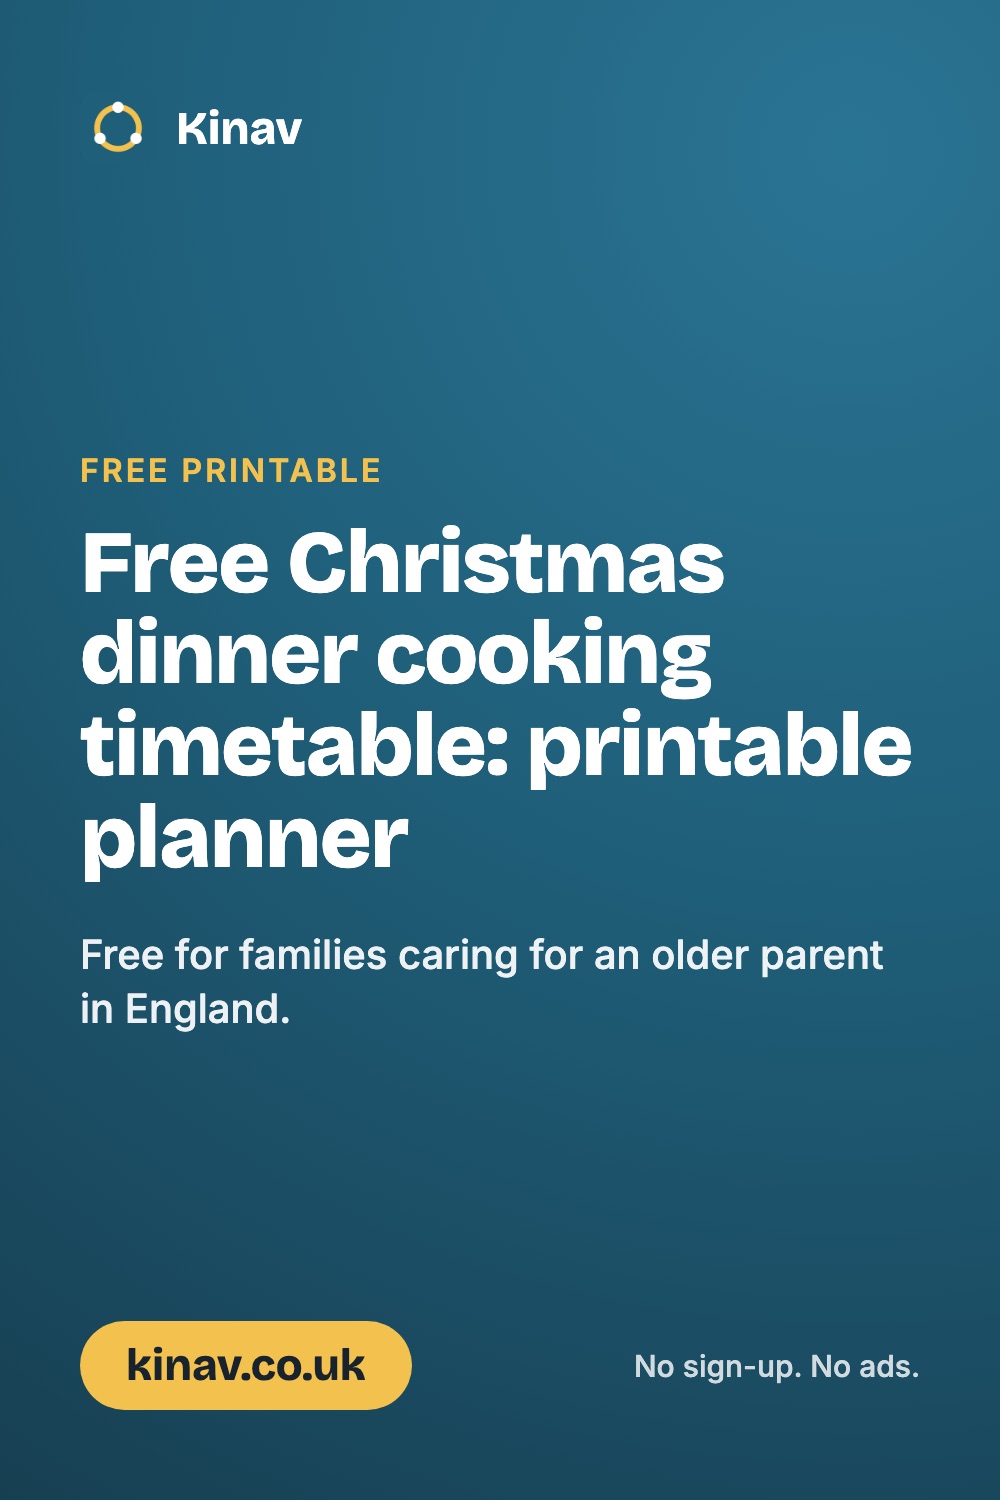 Kinav
FREE PRINTABLE
Free Christmas
dinner cooking
timetable: printable
planner
Free for families caring for an older parent
in England.
kinav.co.uk
No sign-up. No ads.